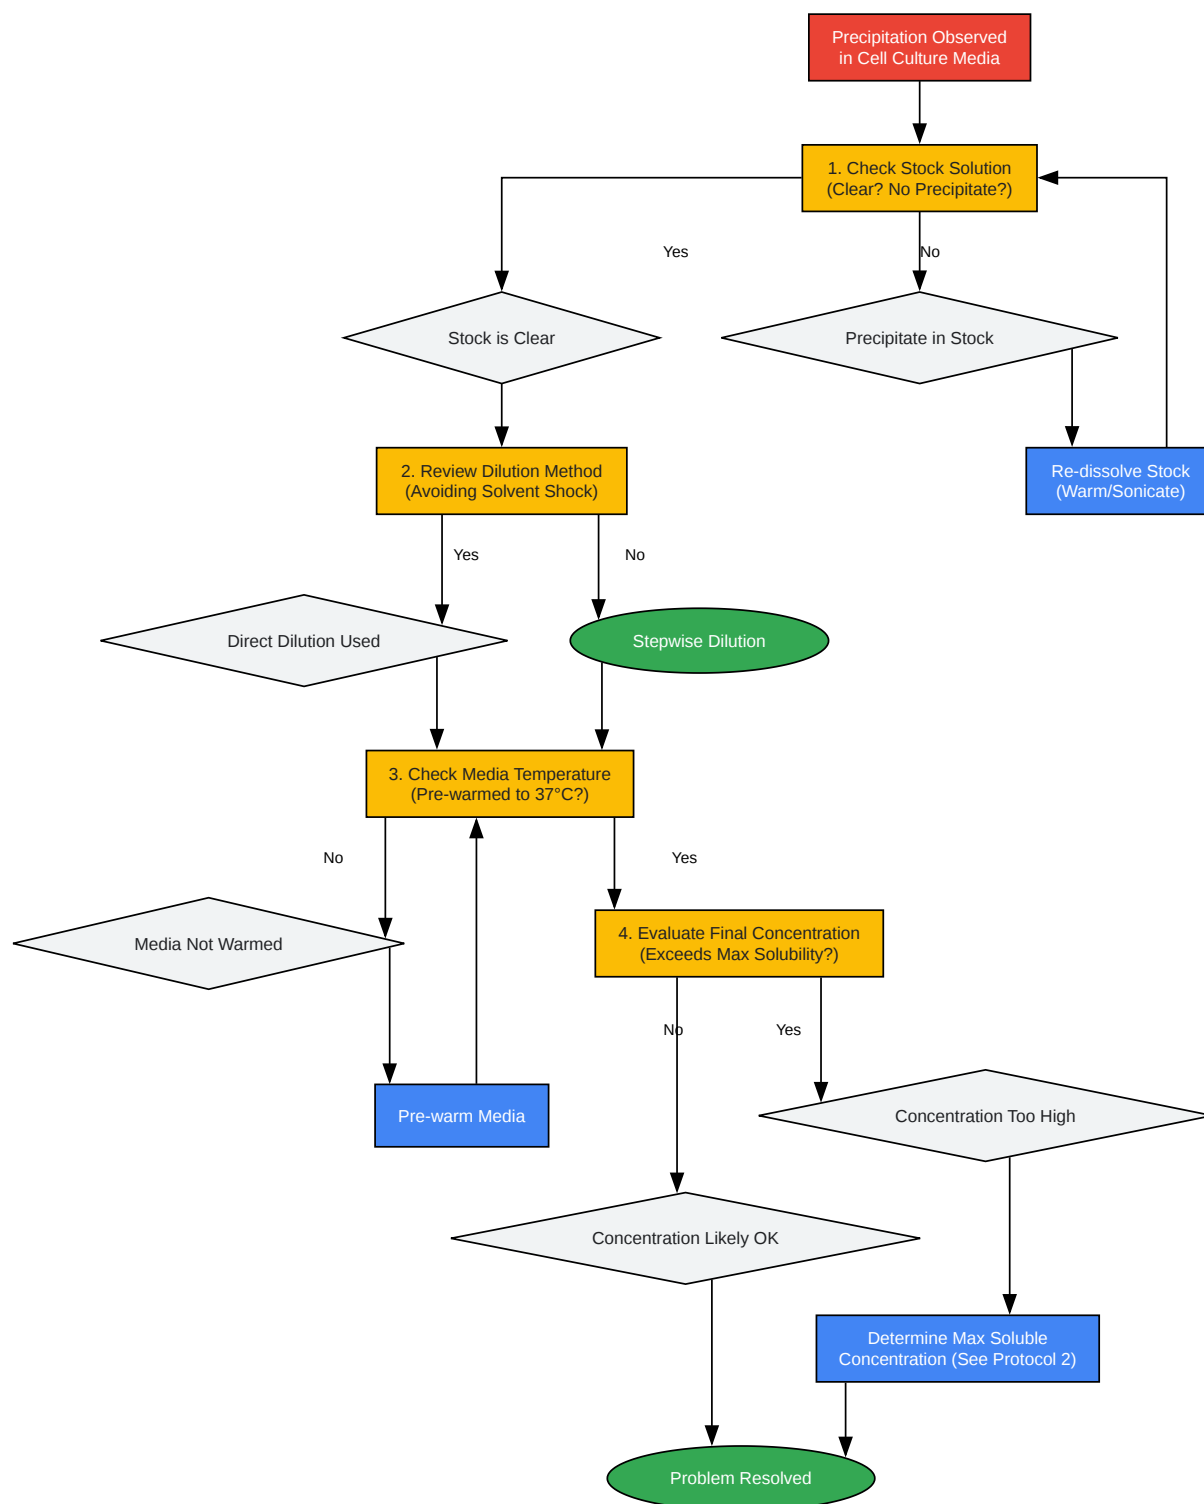 Precipitation Observed
in Cell Culture Media
1. Check Stock Solution
(Clear? No Precipitate?)
Yes
No
Stock is Clear
Precipitate in Stock
2. Review Dilution Method
(Avoiding Solvent Shock)
Re-dissolve Stock
(Warm/Sonicate)
Yes
No
Direct Dilution Used
Stepwise Dilution
3. Check Media Temperature
(Pre-warmed to 37°C?)
No
Yes
Media Not Warmed
4. Evaluate Final Concentration
(Exceeds Max Solubility?)
No
Yes
Pre-warm Media
Concentration Too High
Concentration Likely OK
Determine Max Soluble
Concentration (See Protocol 2)
Problem Resolved